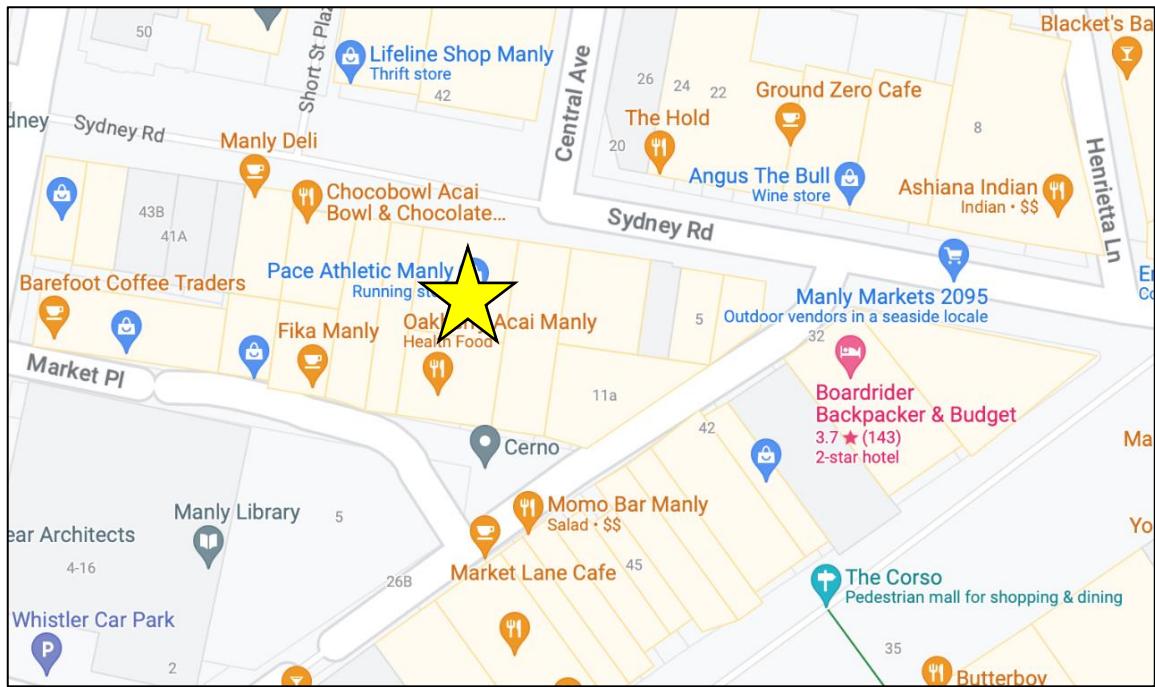 50
Short St Plaz
Lifeline Shop Manly
Thrift store
42
Central Ave
26
24
22
20
Blacket's Ba
Ground Zero Cafe
The Hold
8
dney
Sydney Rd
Manly Deli
Henrietta Ln
Angus The Bull
Wine store
Ashiana Indian
Indian • $$
Chocobowl Acai
Bowl & Chocolate...
43B
41A
Sydney Rd
Pace Athletic Manly
Running st
Barefoot Coffee Traders
Manly Markets 2095
Outdoor vendors in a seaside locale
Er
Co
Fika Manly
Acai Manly
Health Food
5
32
Market Pl
11a
Boardrider
Backpacker & Budget
3.7 ★ (143)
2-star hotel
42
Cerno
Ma
Manly Library
5
Momo Bar Manly
Salad • $$
Yo
ear Architects
4-16
Market Lane Cafe
45
26B
The Corso
Pedestrian mall for shopping & dining
Whistler Car Park
P
2
35
Butterboy